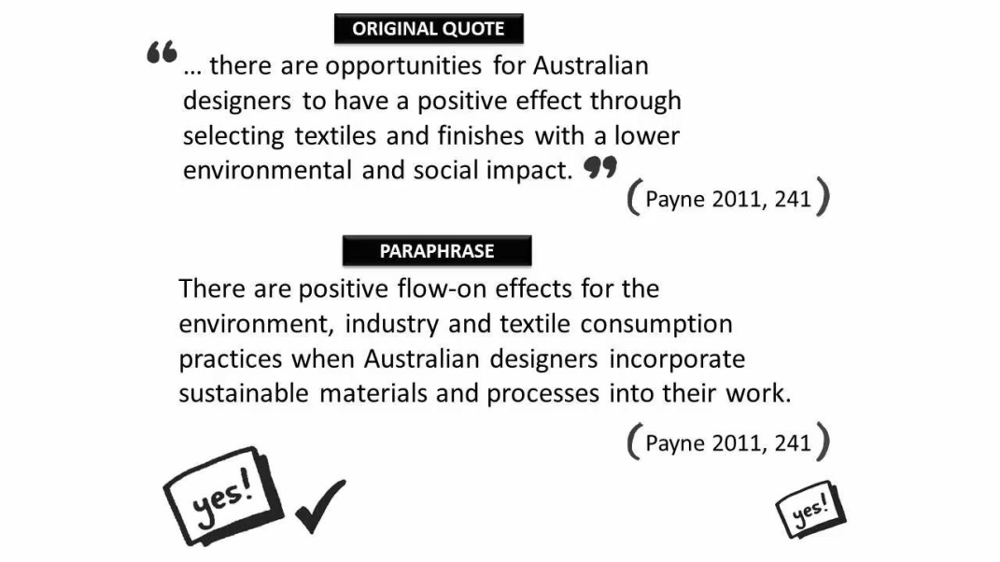 ORIGINAL QUOTE
“ ... there are opportunities for Australian
designers to have a positive effect through
selecting textiles and finishes with a lower
environmental and social impact. ”
(Payne 2011, 241)
PARAPHRASE
There are positive flow-on effects for the
environment, industry and textile consumption
practices when Australian designers incorporate
sustainable materials and processes into their work.
(Payne 2011, 241)
yes!
yes!